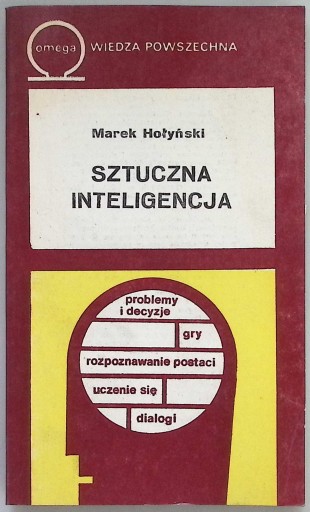 omega WIEDZA POWSZECHNA
Marek Hołyński
SZTUCZNA
INTELIGENCJA
problemy
i decyzje
gry
rozpoznawanie postaci
uczenie się
dialogi